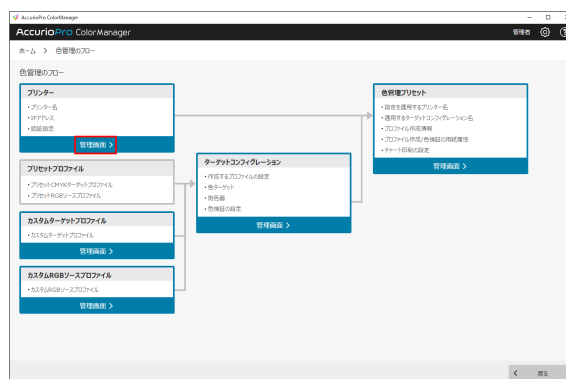 AccurioPro ColorManager
AccurioPro ColorManager
管理者
ホーム > 色管理のフロー
色管理のフロー
プリンター
・プリンター名
・IPアドレス
・認証設定
管理画面 >
プリセットプロファイル
・プリセットCMYKターゲットプロファイル
・プリセットRGBソースプロファイル
カスタムターゲットプロファイル
・カスタムターゲットプロファイル
管理画面 >
カスタムRGBソースプロファイル
・カスタムRGBソースプロファイル
管理画面 >
ターゲットコンフィグレーション
・作成するプロファイルの設定
・色ターゲット
・測色器
・色検証の設定
管理画面 >
色管理プリセット
・設定を適用するプリンター名
・適用するターゲットコンフィグレーション名
・プロファイル作成情報
・プロファイル作成/色検証の用紙属性
・チャート印刷の設定
管理画面 >
< 戻る